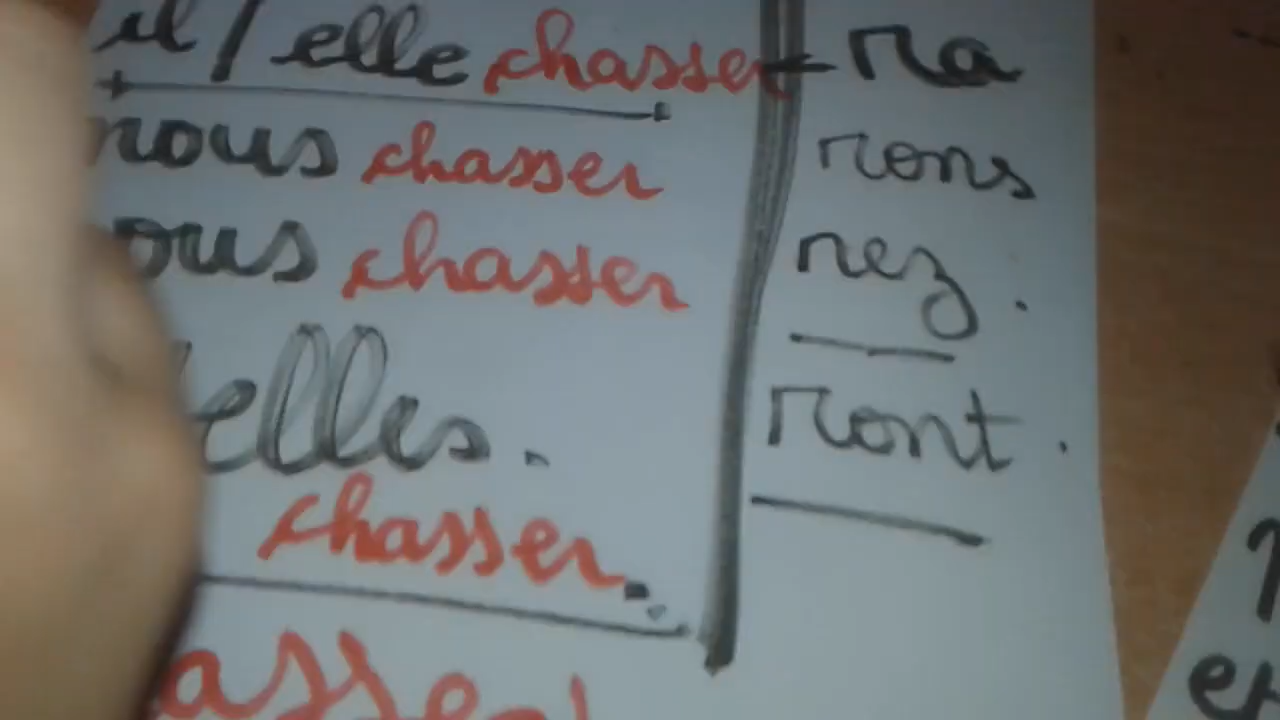 il/elle chasser - ra
nous chasser rons
ous chasser rez.
elles. ront.
chasser.
asser